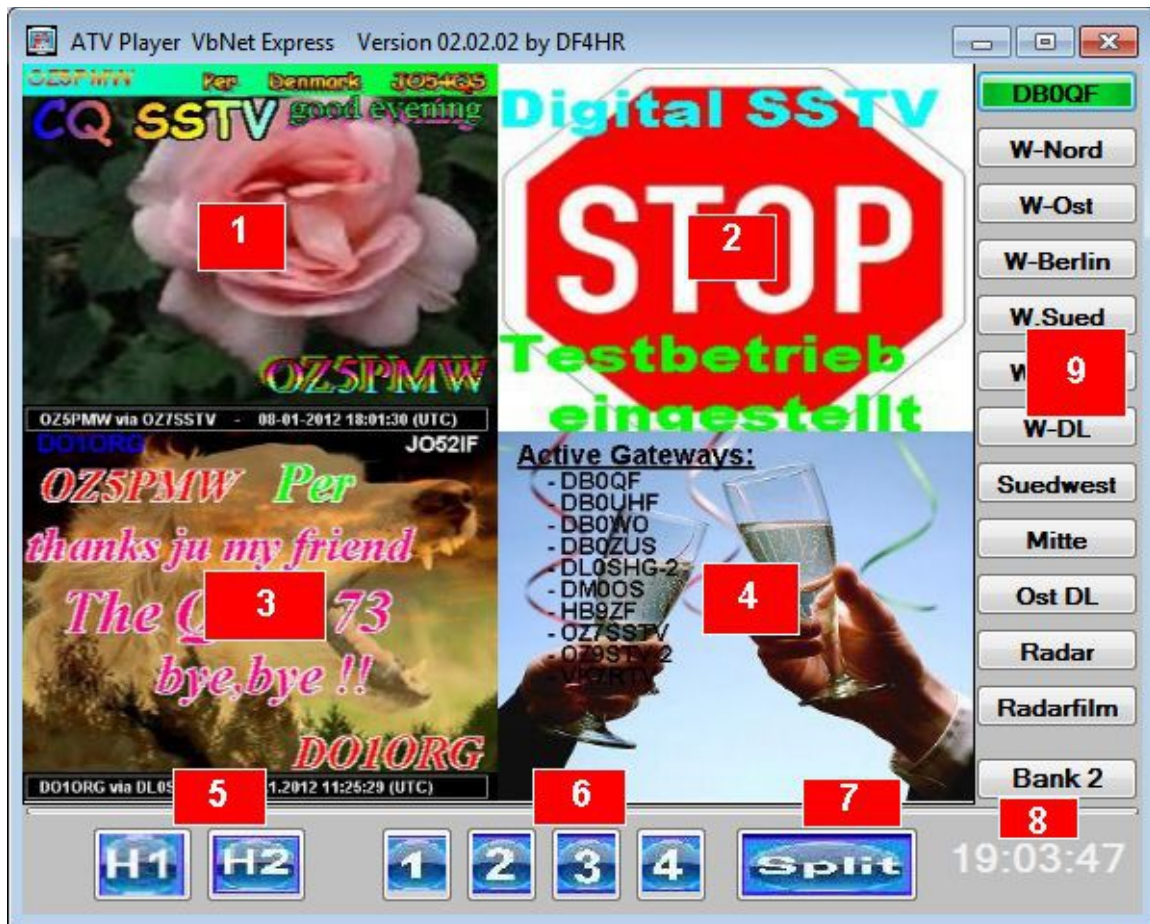 ATV Player VbNet Express Version 02.02.02 by DF4HR
OZ5PMW Per Denmark JO54QS
CQ SSTV good evening
1
OZ5PMW
OZ5PMW via OZ7SSTV - 08-01-2012 18:01:30 (UTC)
Digital SSTV
STOP
2
Testbetrieb
eingestellt
DO1ORG JO52IF
OZ5PMW Per
thanks ju my friend
The 73
3
bye,bye !!
DO1ORG
DO1ORG via 11:25:29 (UTC)
Active Gateways:
- DB0QF
- DB0UHF
- DB0WO
- DB0ZUS
- DL0SHG-2
- DM0OS
- HB9ZF
- OZ7SSTV
- OZ9STV-2
4
DB0QF
W-Nord
W-Ost
W-Berlin
W.Sued
9
W-DL
Suedwest
Mitte
Ost DL
Radar
Radarfilm
Bank 2
5
6
7
8
H1 H2 1 2 3 4 Split 19:03:47